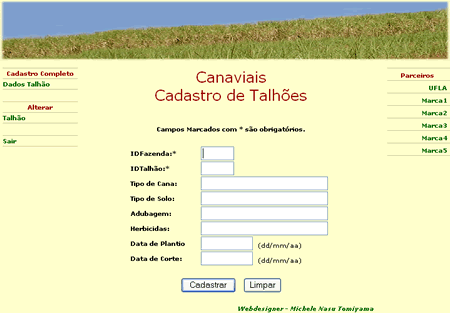 Canaviais
Cadastro de Talhões
Cadastro Completo
Dados Talhão
Alterar
Talhão
Sair
Campos Marcados com * são obrigatórios.
IDFazenda:*
IDTalhão:*
Tipo de Cana:
Tipo de Solo:
Adubagem:
Herbicidas:
Data de Plantio (dd/mm/aa)
Data de Corte: (dd/mm/aa)
Cadastrar Limpar
Parceiros
UFLA
Marca1
Marca2
Marca3
Marca4
Marca5
Webdesigner - Michele Nasu Tomiyama